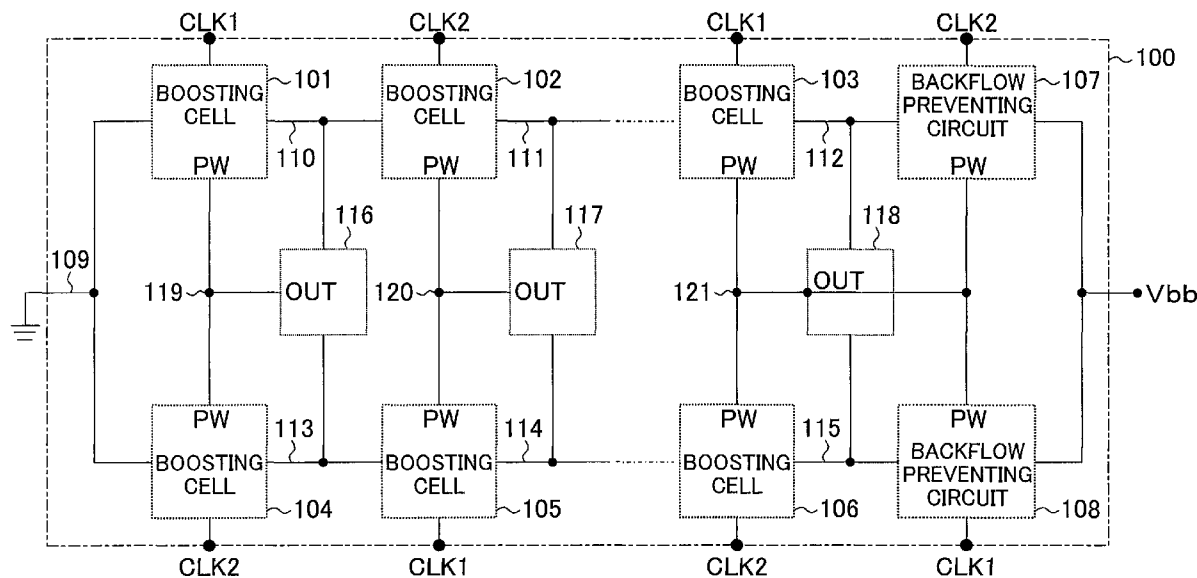 CLK1 CLK2 CLK1 CLK2
100
101 102 103 107
BOOSTING CELL BOOSTING CELL BOOSTING CELL BACKFLOW PREVENTING CIRCUIT
110 111 112
PW PW PW PW
116 117 118
109
119 OUT 120 OUT 121 OUT Vbb
PW PW PW PW
113 114 115
BOOSTING CELL BOOSTING CELL BOOSTING CELL BACKFLOW PREVENTING CIRCUIT
104 105 106 108
CLK2 CLK1 CLK2 CLK1